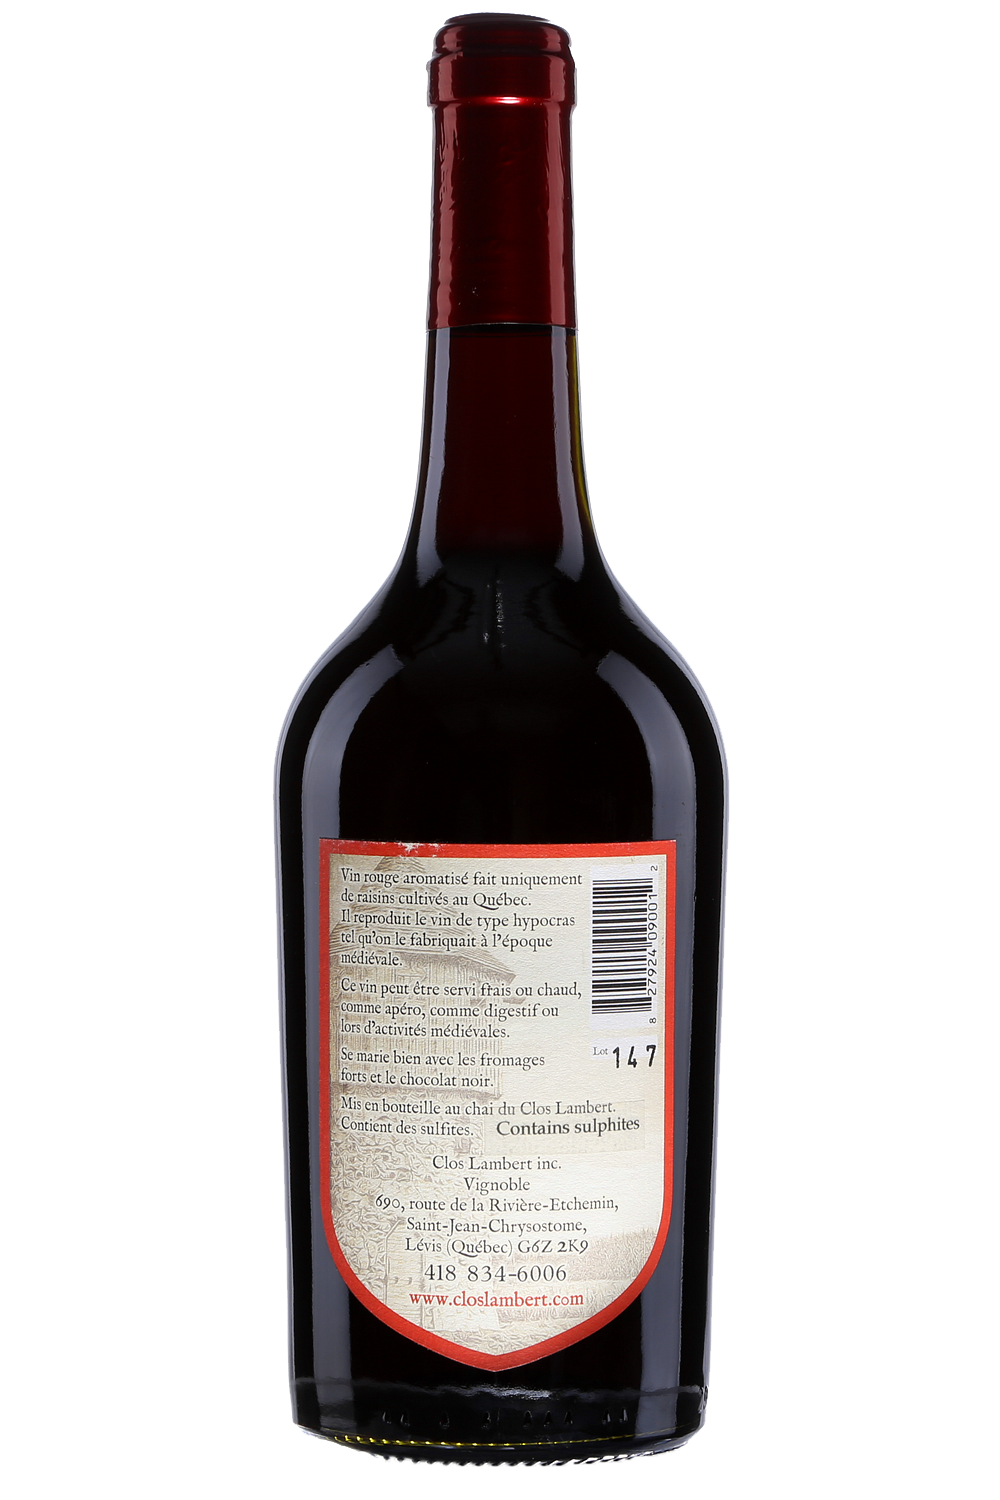 Vin rouge aromatisé fait uniquement
de raisins cultivés au Québec.
Il reproduit le vin de type hypocras
tel qu'on le fabriquait à l'époque
médiévale.
Ce vin peut être servi frais ou chaud,
comme apéro, comme digestif ou
lors d'activités médiévales.
Se marie bien avec les fromages
forts et le chocolat noir.
Mis en bouteille au chai du Clos Lambert.
Contient des sulfites. Contains sulphites
8 27924 09001 2
Lot 147
Clos Lambert inc.
Vignoble
690, route de la Rivière-Etchemin,
Saint-Jean-Chrysostome,
Lévis (Québec) G6Z 2K9
418 834-6006
www.closlambert.com